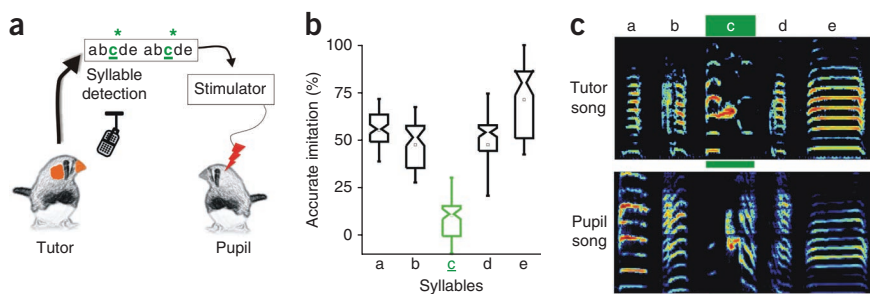 a
* *
abcde abcde
Syllable
detection
Stimulator
Tutor
Pupil
b
Accurate imitation (%)
100
75
50
25
0
a b c d e
Syllables
c
a b c d e
Tutor
song
Pupil
song